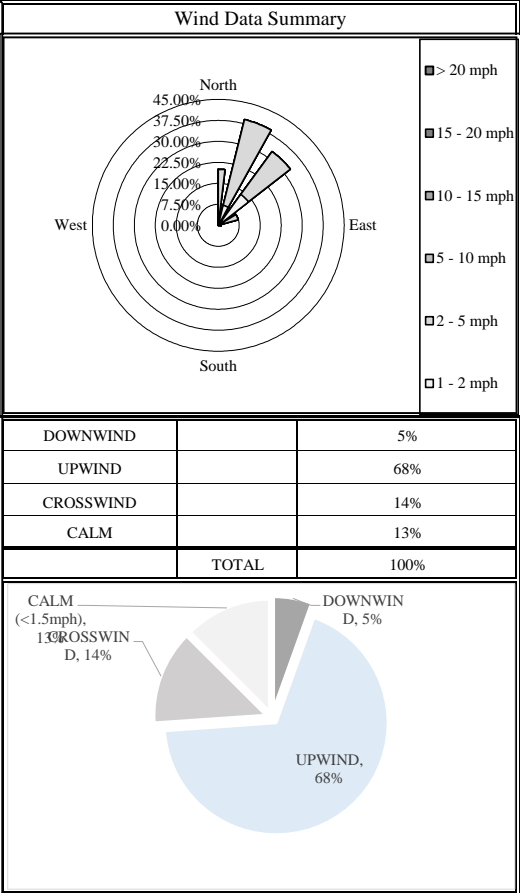 Wind Data Summary
North
45.00%
37.50%
30.00%
22.50%
15.00%
7.50%
0.00%
West
East
South
> 20 mph
15 - 20 mph
10 - 15 mph
5 - 10 mph
2 - 5 mph
1 - 2 mph
DOWNWIND 5%
UPWIND 68%
CROSSWIND 14%
CALM 13%
TOTAL 100%
CALM
(<1.5mph),
13%
CROSSWIN
D, 14%
DOWNWIN
D, 5%
UPWIND,
68%